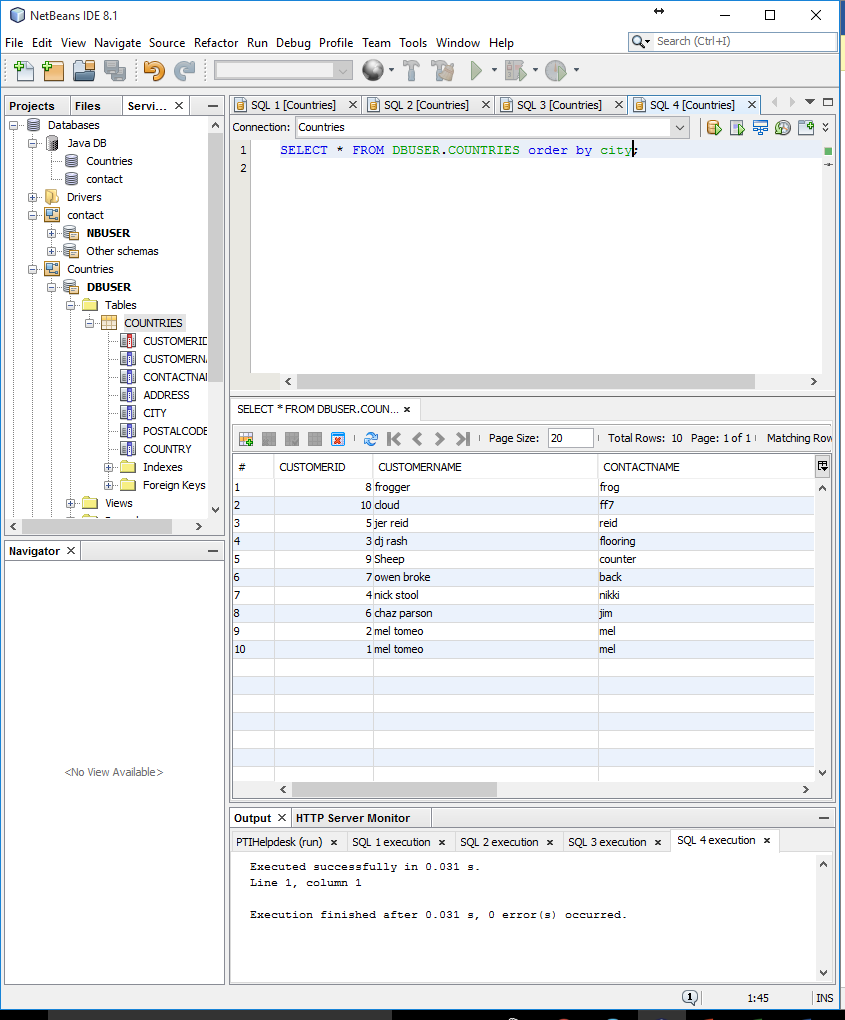 NetBeans IDE 8.1
File Edit View Navigate Source Refactor Run Debug Profile Team Tools Window Help
Search (Ctrl+I)
Projects Files Servi...
Databases
Java DB
Countries
contact
Drivers
contact
NBUSER
Other schemas
Countries
DBUSER
Tables
COUNTRIES
CUSTOMERID
CUSTOMERNA
CONTACTNA
ADDRESS
CITY
POSTALCODE
COUNTRY
Indexes
Foreign Keys
Views
Navigator
<No View Available>
SQL 1 [Countries] SQL 2 [Countries] SQL 3 [Countries] SQL 4 [Countries]
Connection: Countries
1 SELECT * FROM DBUSER.COUNTRIES order by city;
2
SELECT * FROM DBUSER.COUN...
Page Size: 20 Total Rows: 10 Page: 1 of 1 Matching Row
# CUSTOMERID CUSTOMERNAME CONTACTNAME
1 8 frogger frog
2 10 cloud ff7
3 5 jer reid reid
4 3 dj rash flooring
5 9 Sheep counter
6 7 owen broke back
7 4 nick stool nikki
8 6 chaz parson jim
9 2 mel tomeo mel
10 1 mel tomeo mel
Output HTTP Server Monitor
PTIHelpdesk (run) SQL 1 execution SQL 2 execution SQL 3 execution SQL 4 execution
Executed successfully in 0.031 s.
Line 1, column 1
Execution finished after 0.031 s, 0 error(s) occurred.
1 1:45 INS